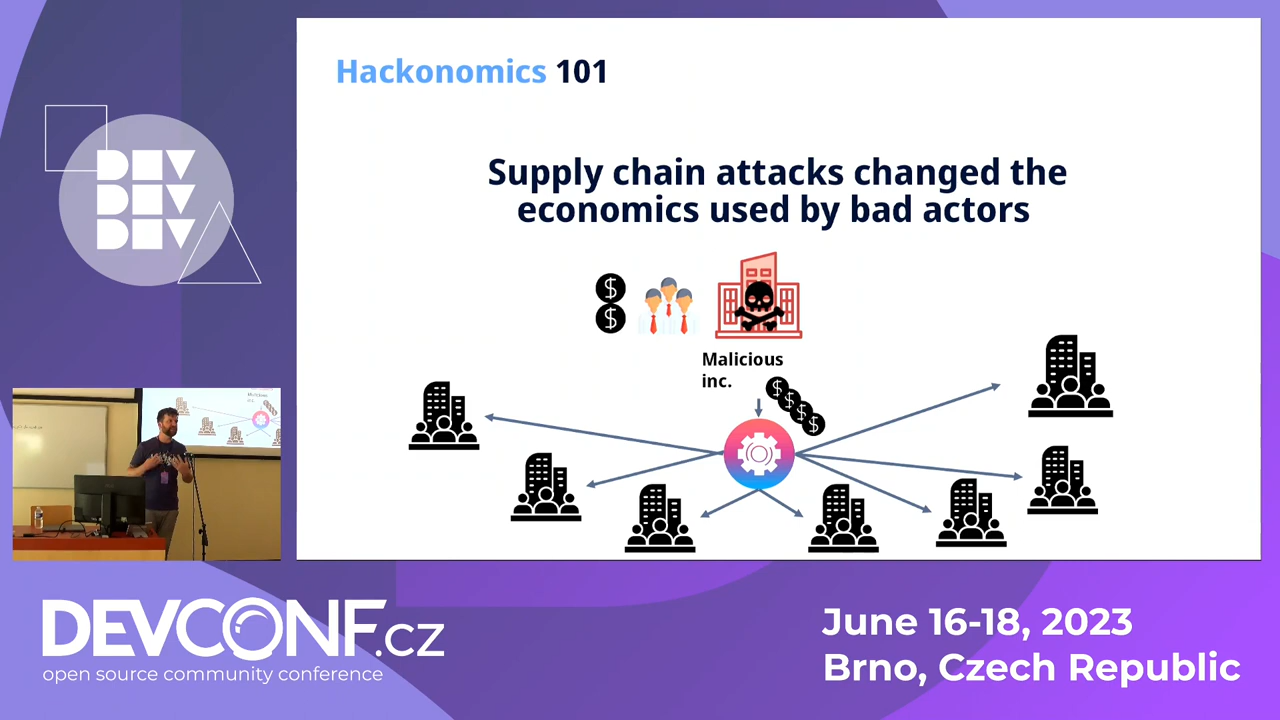 Hackonomics 101
Supply chain attacks changed the
economics used by bad actors
$
$
Malicious
inc.
$
$
$
$
DEV
DEV
DEV
DEVCONF.cz
open source community conference
June 16-18, 2023
Brno, Czech Republic